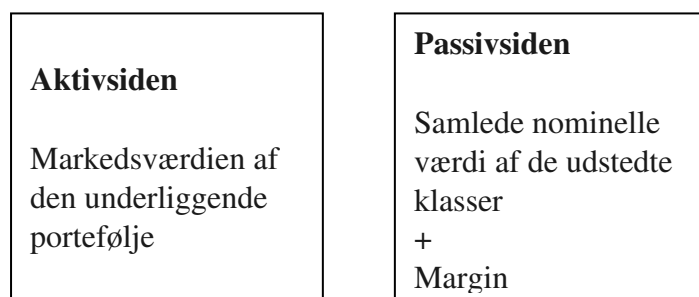 Aktivsiden
Markedsværdien af
den underliggende
portefølje
Passivsiden
Samlede nominelle
værdi af de udstedte
klasser
+
Margin